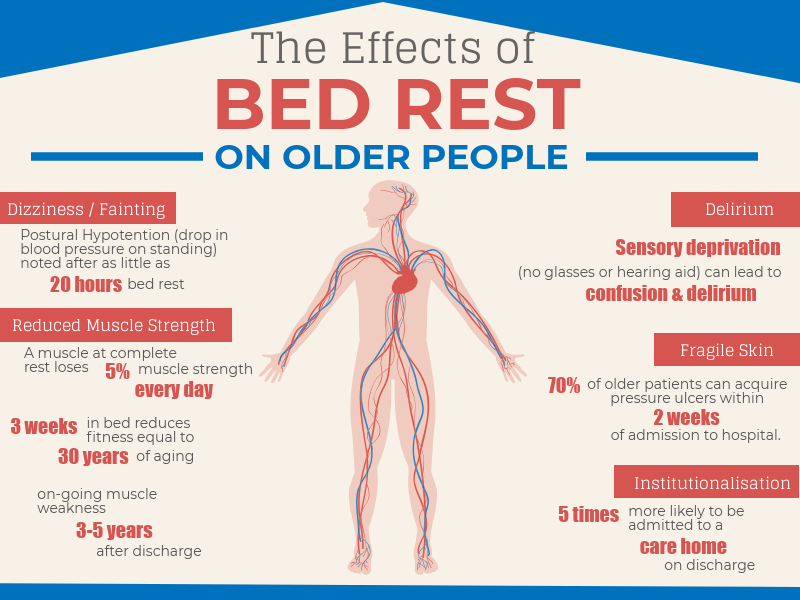 The Effects of
BED REST
ON OLDER PEOPLE
Dizziness / Fainting
Postural Hypotention (drop in
blood pressure on standing)
noted after as little as
20 hours bed rest
Reduced Muscle Strength
A muscle at complete
rest loses 5% muscle strength
every day
3 weeks in bed reduces
fitness equal to
30 years of aging
on-going muscle
weakness
3-5 years
after discharge
Delirium
Sensory deprivation
(no glasses or hearing aid) can lead to
confusion & delirium
Fragile Skin
70% of older patients can acquire
pressure ulcers within
2 weeks
of admission to hospital.
Institutionalisation
5 times more likely to be
admitted to a
care home
on discharge